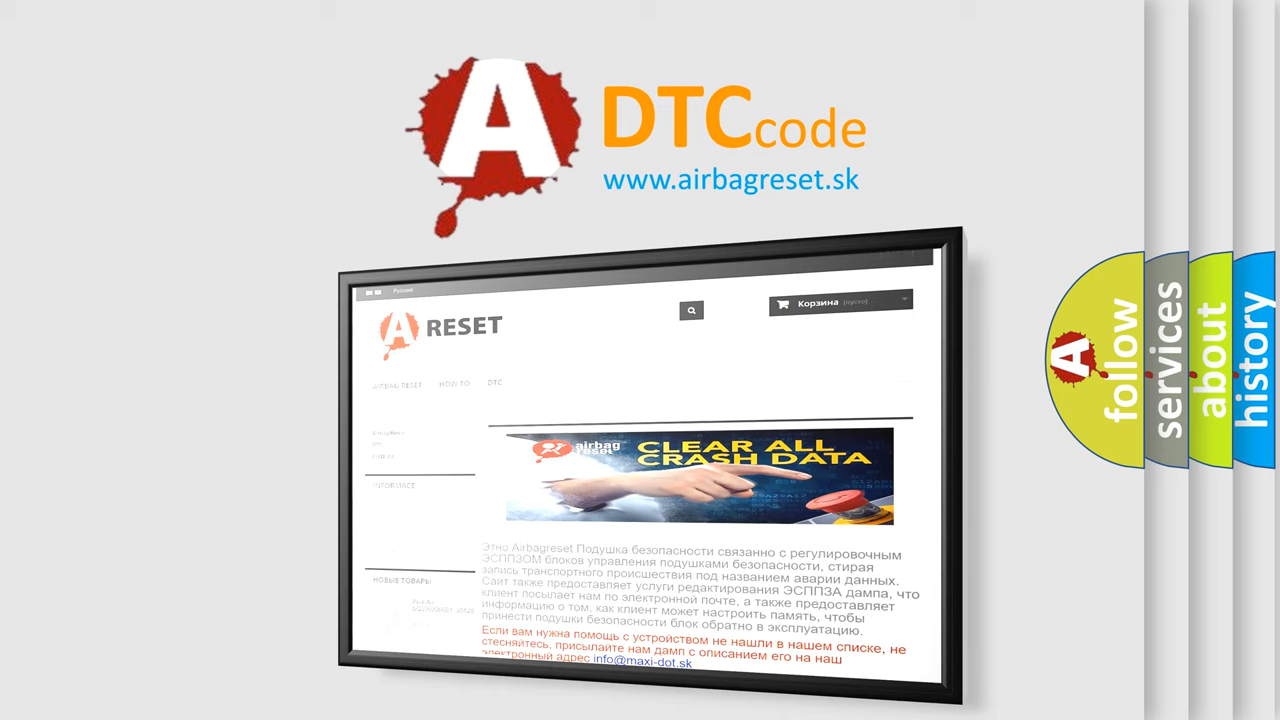 A
DTCcode
www.airbagreset.sk
Русский
A RESET
Корзина (пусто)
AIRBAG RESET HOW TO DTC
INFORMACE
airbag
reset
CLEAR ALL
CRASH DATA
Этно Airbagreset Подушка безопасности связанно с регулировочным
ЭСППЗОМ блоков управления подушками безопасности, стирая
запись транспортного происшествия под названием аварии данных.
Сайт также предоставляет услуги редактирования ЭСППЗА дампа, что
клиент посылает нам по электронной почте, а также предоставляет
информацию о том, как клиент может настроить память, чтобы
принести подушки безопасности блок обратно в эксплуатацию.
Если вам нужна помощь с устройством не нашли в нашем списке, не
стесняйтесь, присылайте нам дамп с описанием его на наш
электронный адрес info@maxi-dot.sk
НОВЫЕ ТОВАРЫ
A
follow
services
about
history